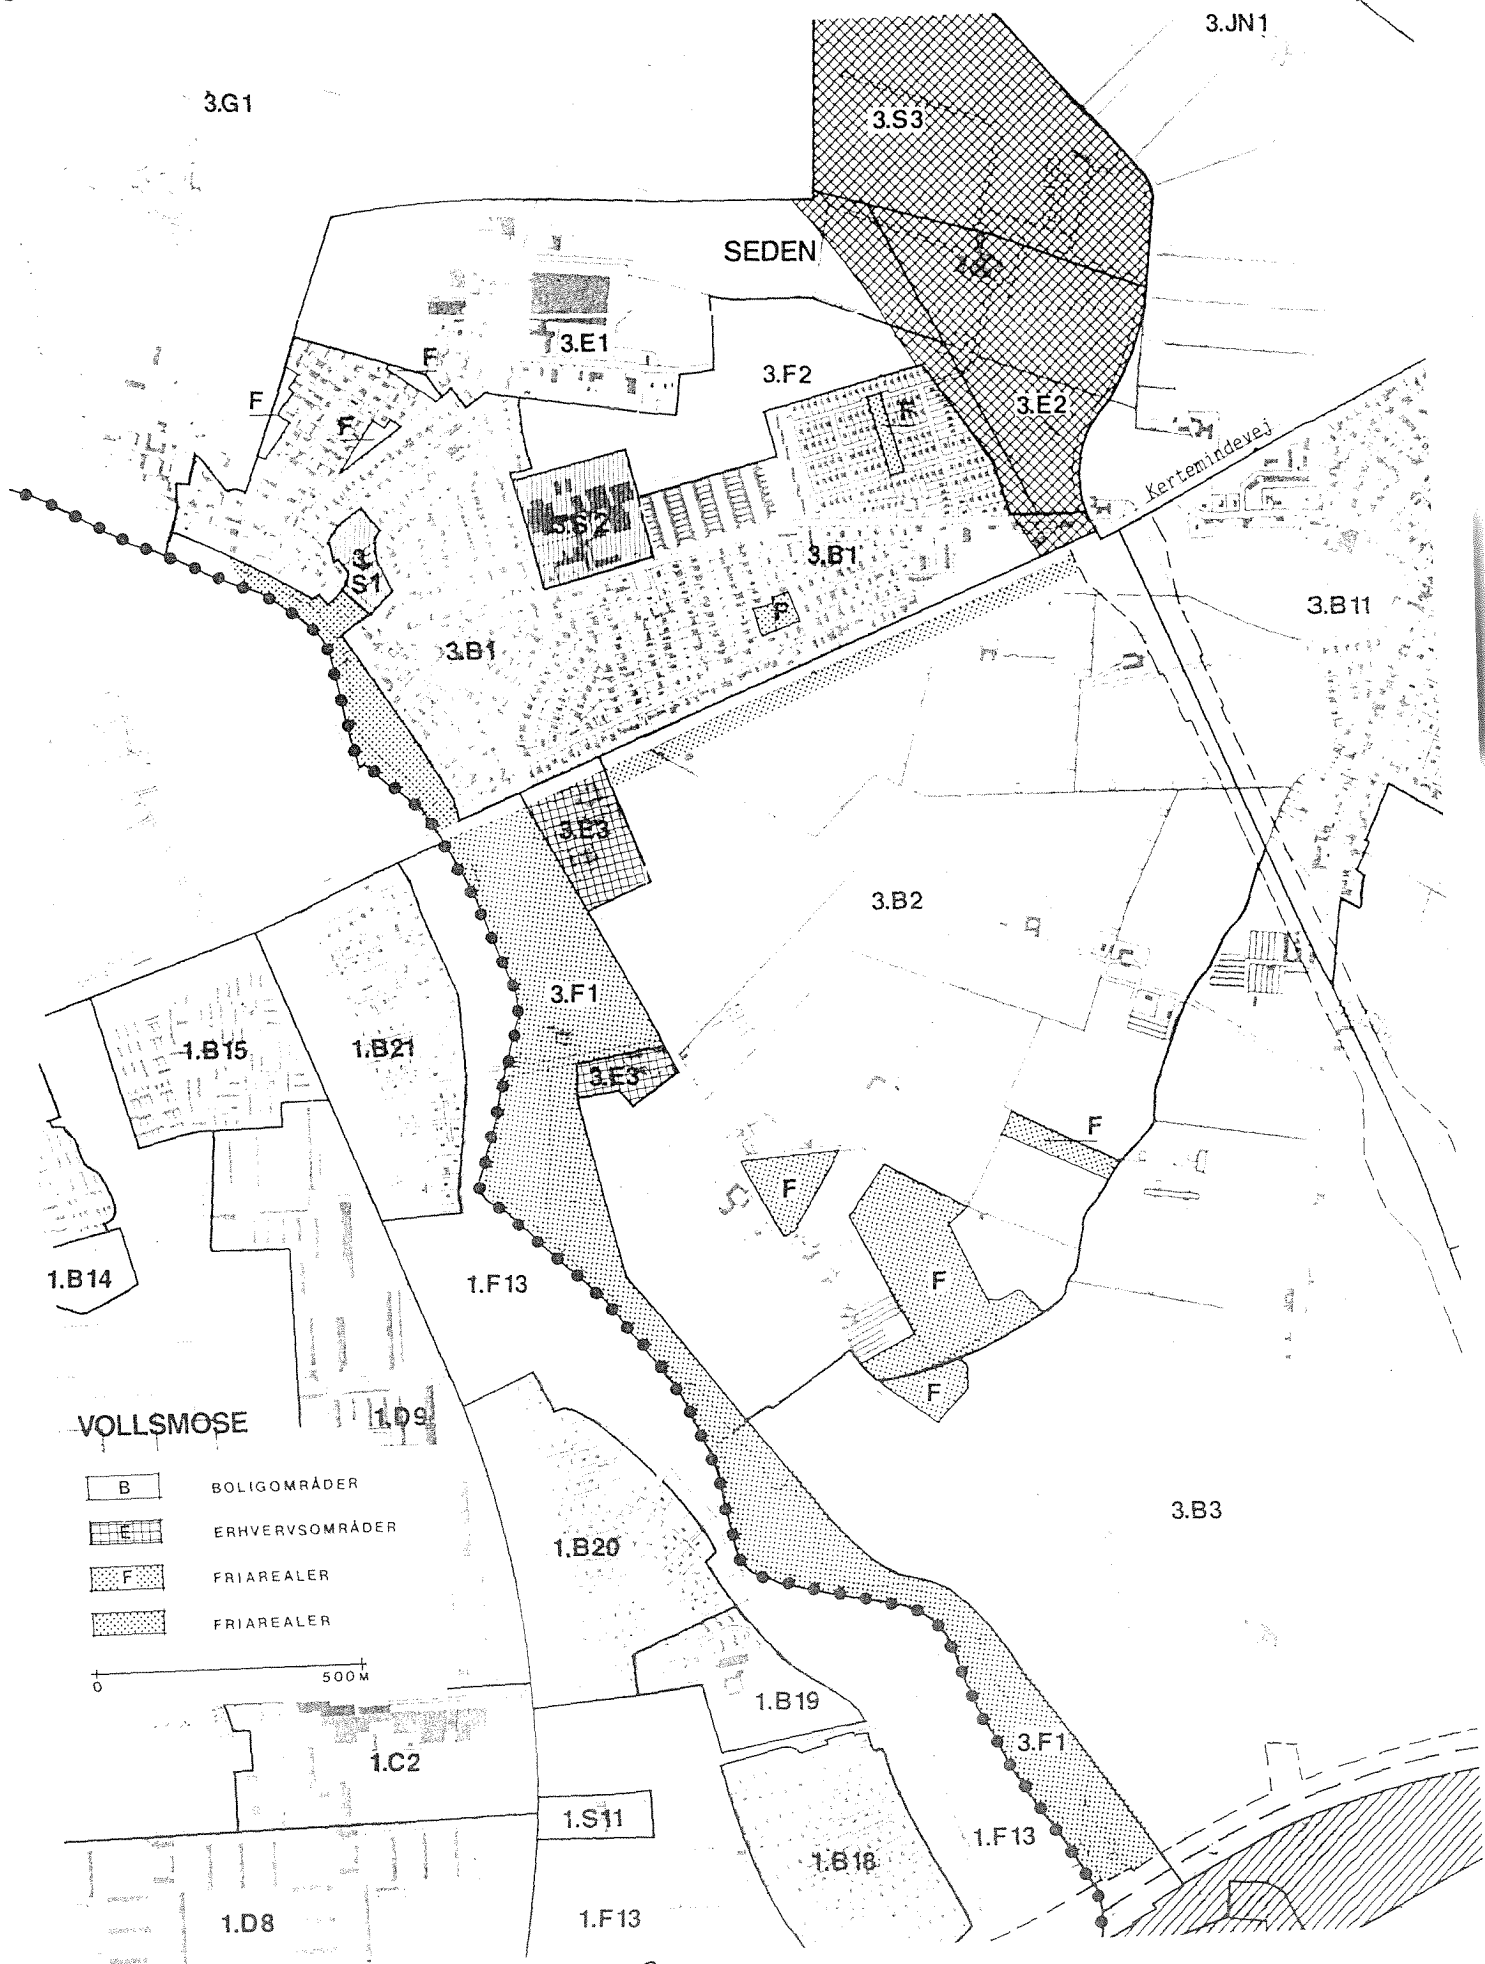 3.JN1
3.G1
3.S3
SEDEN
3.E1
F
3.F2
F
F
F
3.E2
Kertemindevej
3.S2
3.B1
3.S1
F
3.B11
3.B1
3.E3
3.B2
3.F1
1.B15
1.B21
3.E3
F
F
1.B14
1.F13
F
F
VOLLSMOSE
1.D9
B BOLIGOMRÅDER
E ERHVERVSOMRÅDER
F FRIAREALER
FRIAREALER
0 500M
3.B3
1.B20
1.B19
3.F1
1.C2
1.S11
1.F13
1.B18
1.D8
1.F13